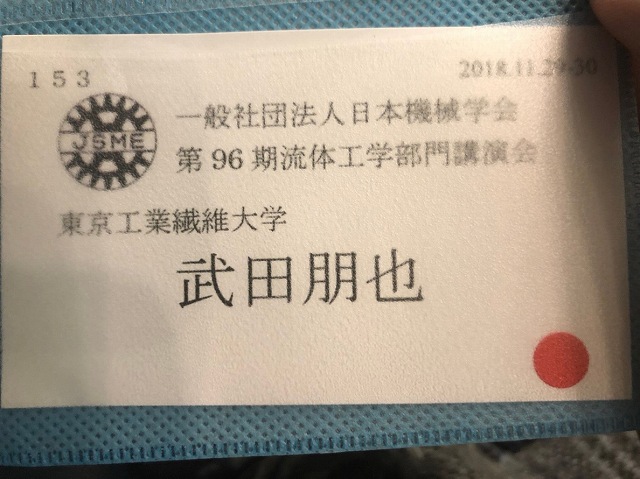 153
2018.11.29-30
JSME
一般社団法人日本機械学会
第96期流体工学部門講演会
東京工業繊維大学
武田朋也